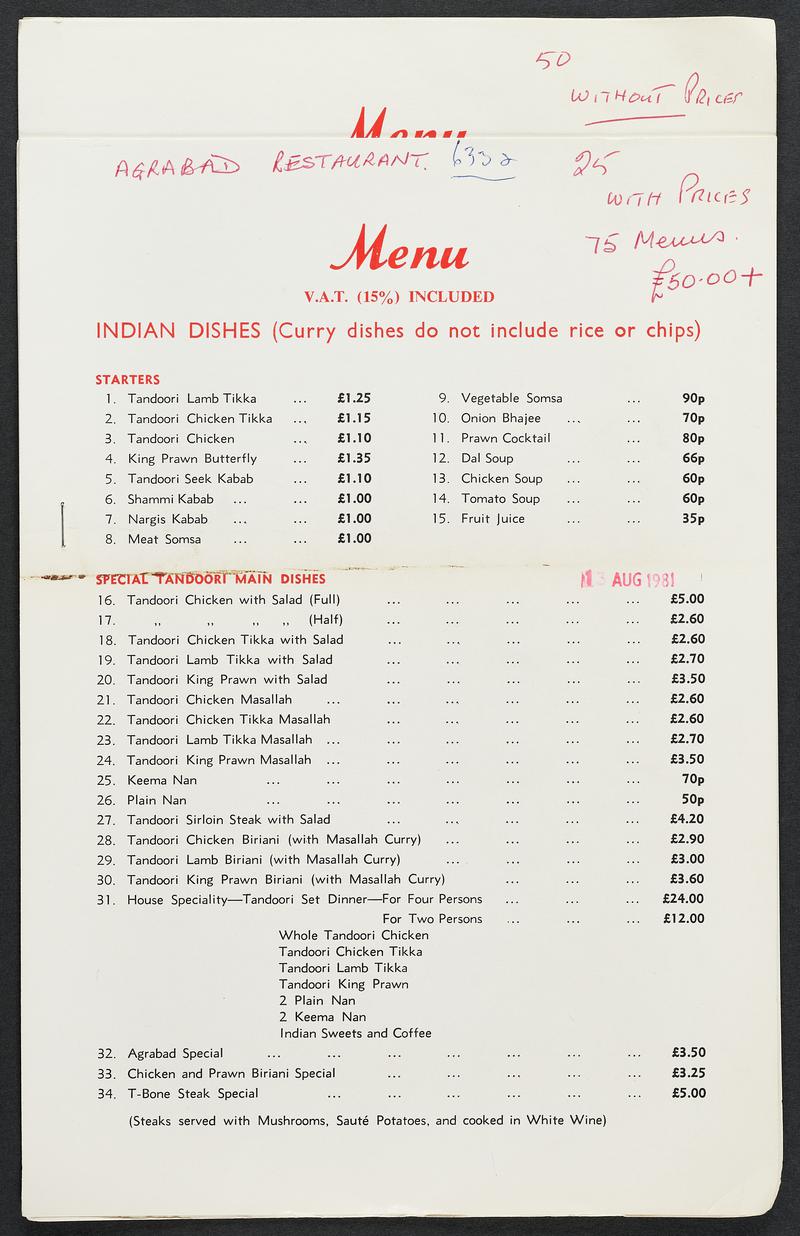 50
WITHOUT PRICES
Menu
AGRABAD RESTAURANT. 6332
25
WITH PRICES
75 Menus.
£50.00+
Menu
V.A.T. (15%) INCLUDED
INDIAN DISHES (Curry dishes do not include rice or chips)
STARTERS
1. Tandoori Lamb Tikka ... £1.25
2. Tandoori Chicken Tikka ... £1.15
3. Tandoori Chicken ... £1.10
4. King Prawn Butterfly ... £1.35
5. Tandoori Seek Kabab ... £1.10
6. Shammi Kabab ... ... £1.00
7. Nargis Kabab ... ... £1.00
8. Meat Somsa ... ... £1.00
9. Vegetable Somsa ... 90p
10. Onion Bhajee ... ... 70p
11. Prawn Cocktail ... 80p
12. Dal Soup ... ... 66p
13. Chicken Soup ... ... 60p
14. Tomato Soup ... ... 60p
15. Fruit Juice ... ... 35p
SPECIAL TANDOORI MAIN DISHES
13 AUG 1981
16. Tandoori Chicken with Salad (Full) ... ... ... ... ... £5.00
17. ,, ,, ,, ,, (Half) ... ... ... ... ... £2.60
18. Tandoori Chicken Tikka with Salad ... ... ... ... ... £2.60
19. Tandoori Lamb Tikka with Salad ... ... ... ... ... £2.70
20. Tandoori King Prawn with Salad ... ... ... ... ... £3.50
21. Tandoori Chicken Masallah ... ... ... ... ... ... £2.60
22. Tandoori Chicken Tikka Masallah ... ... ... ... ... £2.60
23. Tandoori Lamb Tikka Masallah ... ... ... ... ... ... £2.70
24. Tandoori King Prawn Masallah ... ... ... ... ... ... £3.50
25. Keema Nan ... ... ... ... ... ... ... 70p
26. Plain Nan ... ... ... ... ... ... ... 50p
27. Tandoori Sirloin Steak with Salad ... ... ... ... ... £4.20
28. Tandoori Chicken Biriani (with Masallah Curry) ... ... ... ... £2.90
29. Tandoori Lamb Biriani (with Masallah Curry) ... ... ... ... £3.00
30. Tandoori King Prawn Biriani (with Masallah Curry) ... ... ... £3.60
31. House Speciality—Tandoori Set Dinner—For Four Persons ... ... ... £24.00
For Two Persons ... ... ... £12.00
Whole Tandoori Chicken
Tandoori Chicken Tikka
Tandoori Lamb Tikka
Tandoori King Prawn
2 Plain Nan
2 Keema Nan
Indian Sweets and Coffee
32. Agrabad Special ... ... ... ... ... ... ... £3.50
33. Chicken and Prawn Biriani Special ... ... ... ... ... £3.25
34. T-Bone Steak Special ... ... ... ... ... ... £5.00
(Steaks served with Mushrooms, Sauté Potatoes, and cooked in White Wine)